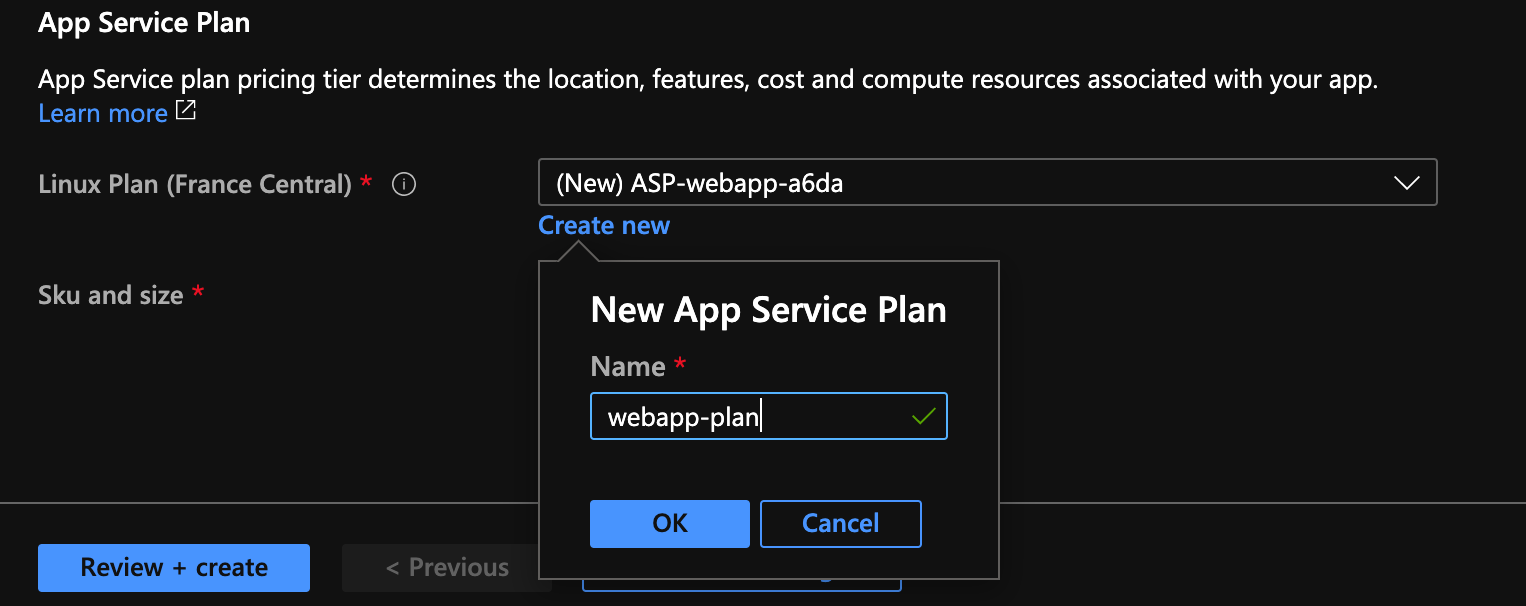 App Service Plan
App Service plan pricing tier determines the location, features, cost and compute resources associated with your app.
Learn more
Linux Plan (France Central) *
(New) ASP-webapp-a6da
Create new
Sku and size *
New App Service Plan
Name *
webapp-plan
OK
Cancel
Review + create
< Previous